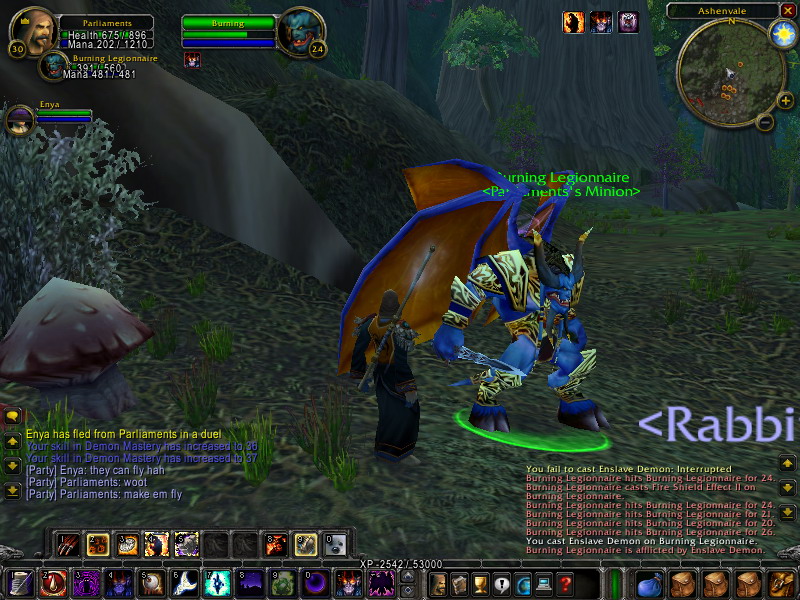 Parliaments
Health 675 / 896
Mana 202 / 1210
30
Burning Legionnaire
391 / 560
Mana 481/481
Enya
Burning
24
Ashenvale
N
Burning Legionnaire
<Parliaments's Minion>
<Rabbi
Enya has fled from Parliaments in a duel
Your skill in Demon Mastery has increased to 36
Your skill in Demon Mastery has increased to 37
[Party] Enya: they can fly hah
[Party] Parliaments: woot
[Party] Parliaments: make em fly
You fail to cast Enslave Demon: Interrupted
Burning Legionnaire hits Burning Legionnaire for 24.
Burning Legionnaire casts Fire Shield Effect II on
Burning Legionnaire.
Burning Legionnaire hits Burning Legionnaire for 24.
Burning Legionnaire hits Burning Legionnaire for 21.
Burning Legionnaire hits Burning Legionnaire for 20.
Burning Legionnaire hits Burning Legionnaire for 26.
You cast Enslave Demon on Burning Legionnaire.
Burning Legionnaire is afflicted by Enslave Demon.
XP -2542 / 53000